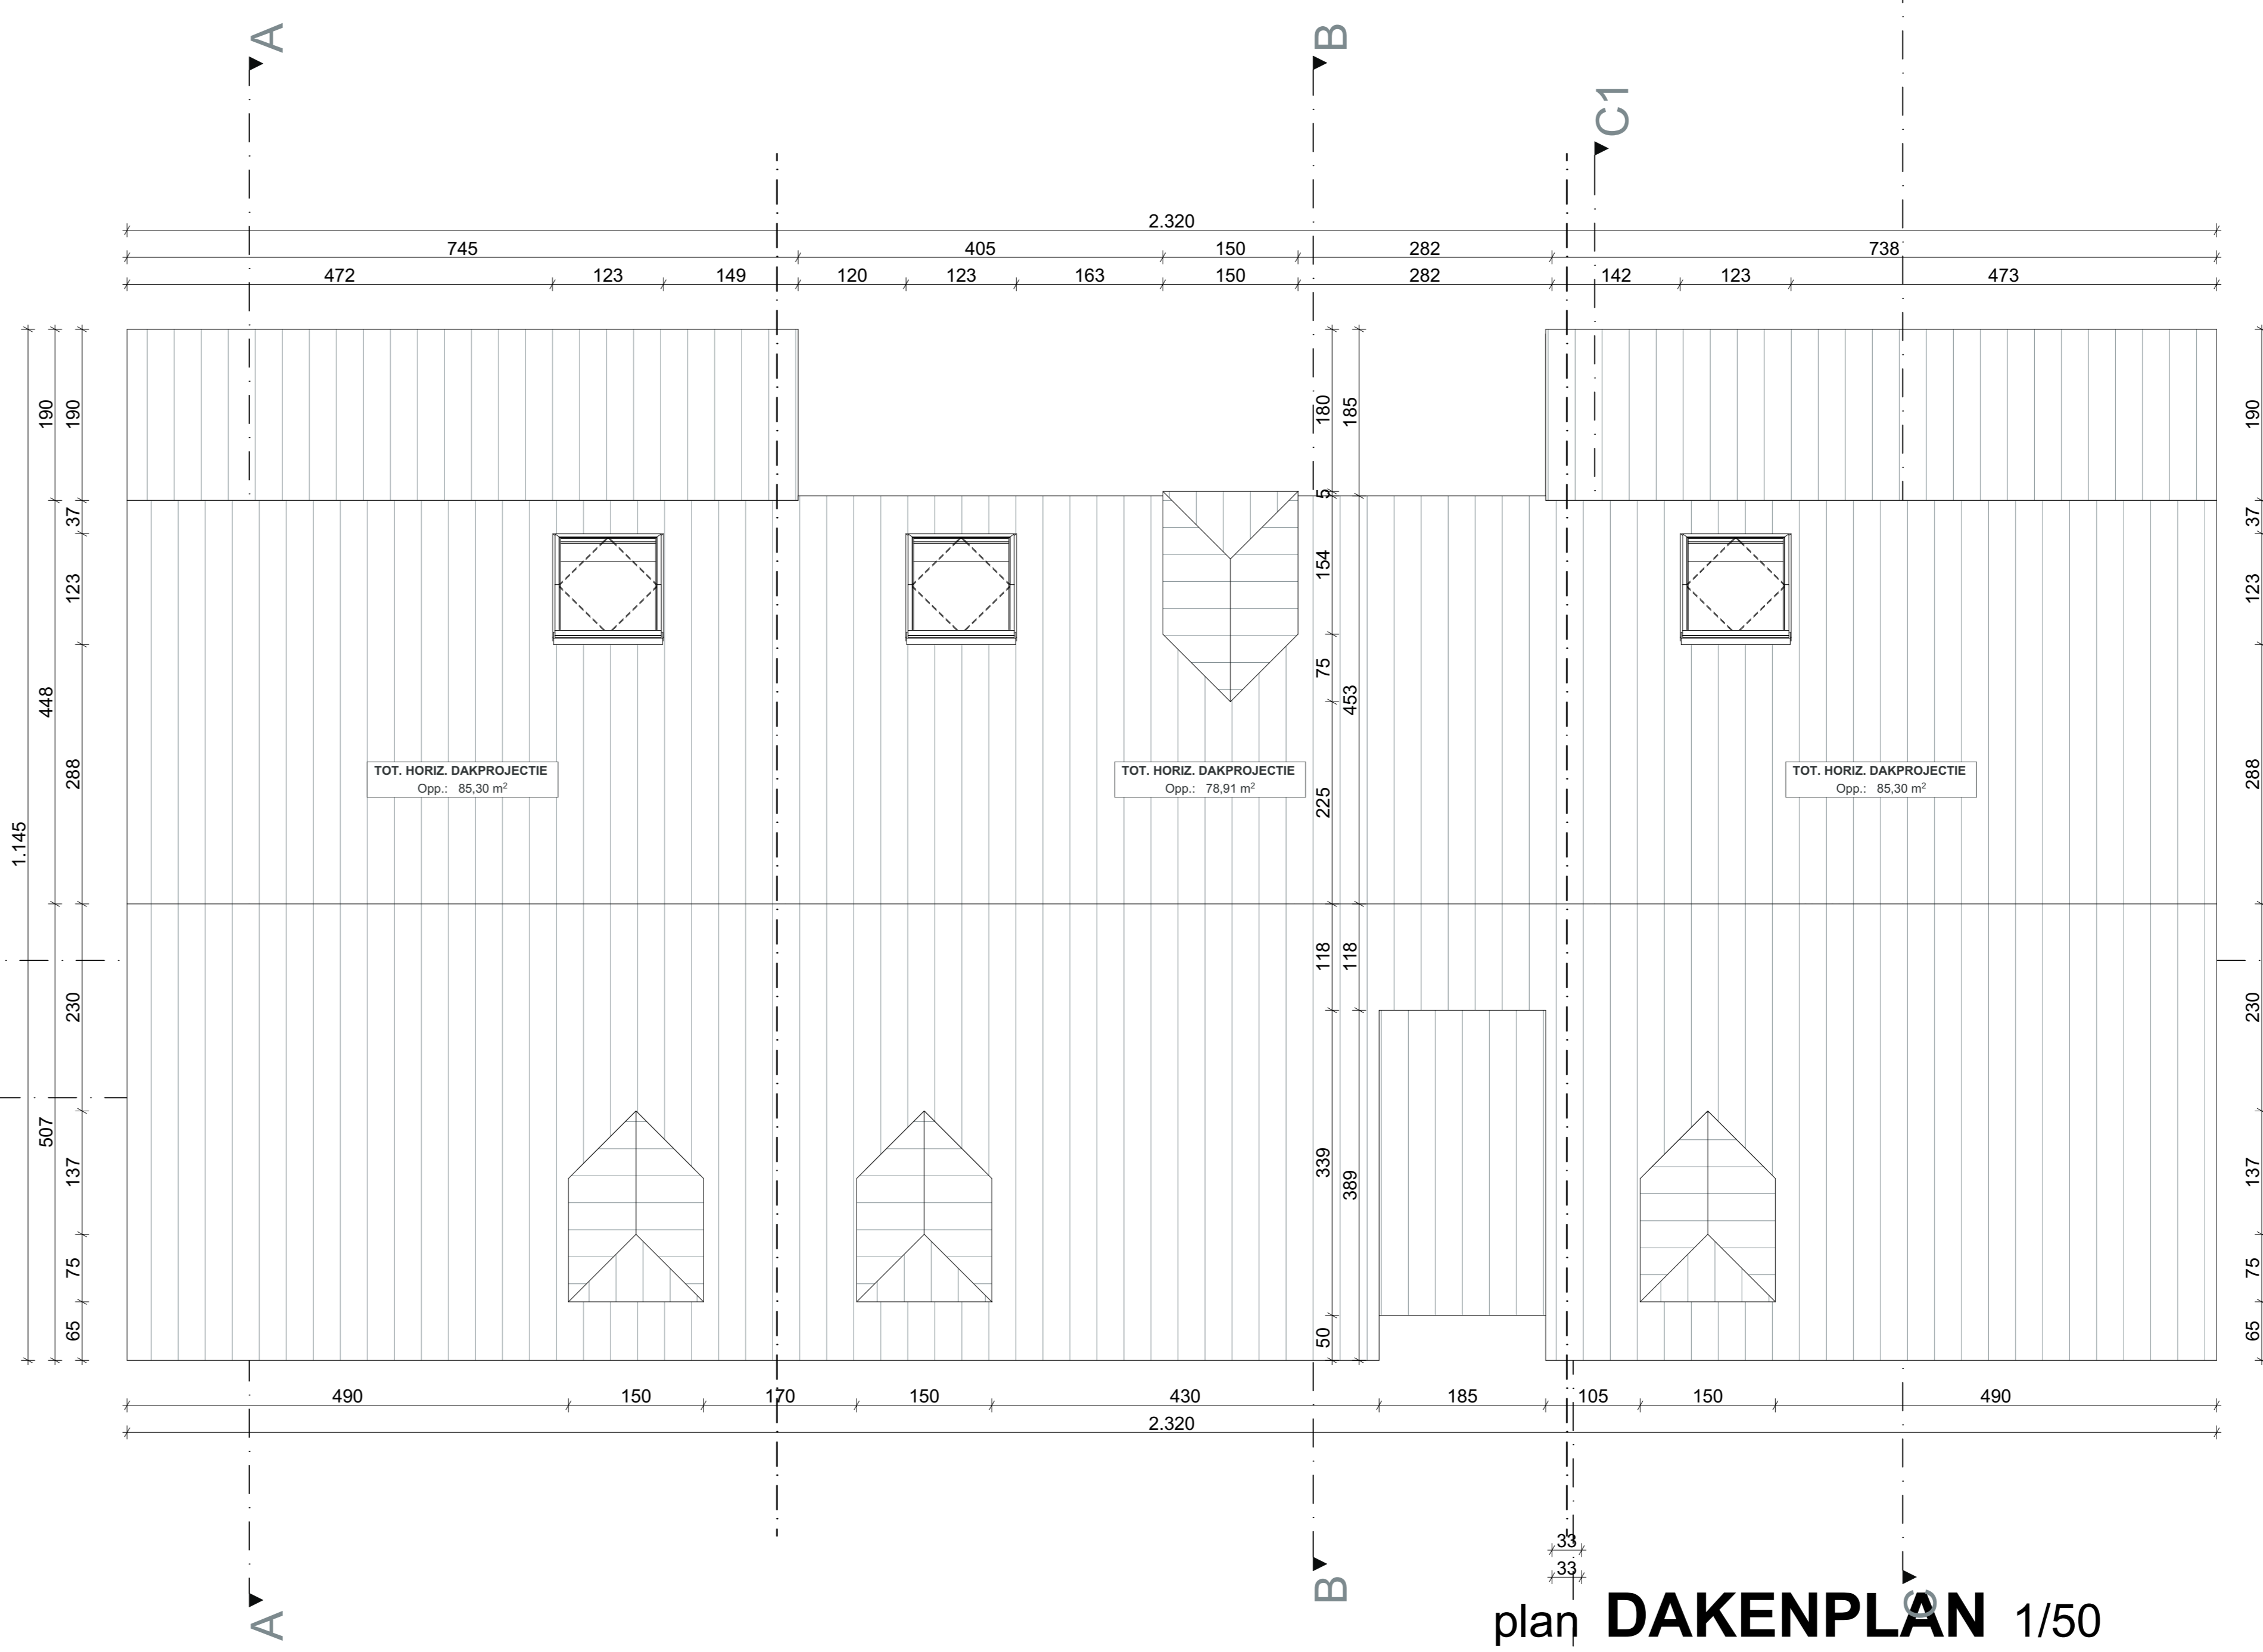 A
B
C1
2.320
745 405 150 282 738
472 123 149 120 123 163 150 282 142 123 473
190 190 180 185 190
37 5 37
123 154 123
448 75 453
288 225 288
TOT. HORIZ. DAKPROJECTIE
Opp.: 85,30 m²
TOT. HORIZ. DAKPROJECTIE
Opp.: 78,91 m²
TOT. HORIZ. DAKPROJECTIE
Opp.: 85,30 m²
1.145
230 118 118 230
507
137 339 389 137
75 75
65 50 65
490 150 170 150 430 185 105 150 490
2.320
33
33
A
B
C
plan DAKENPLAN 1/50